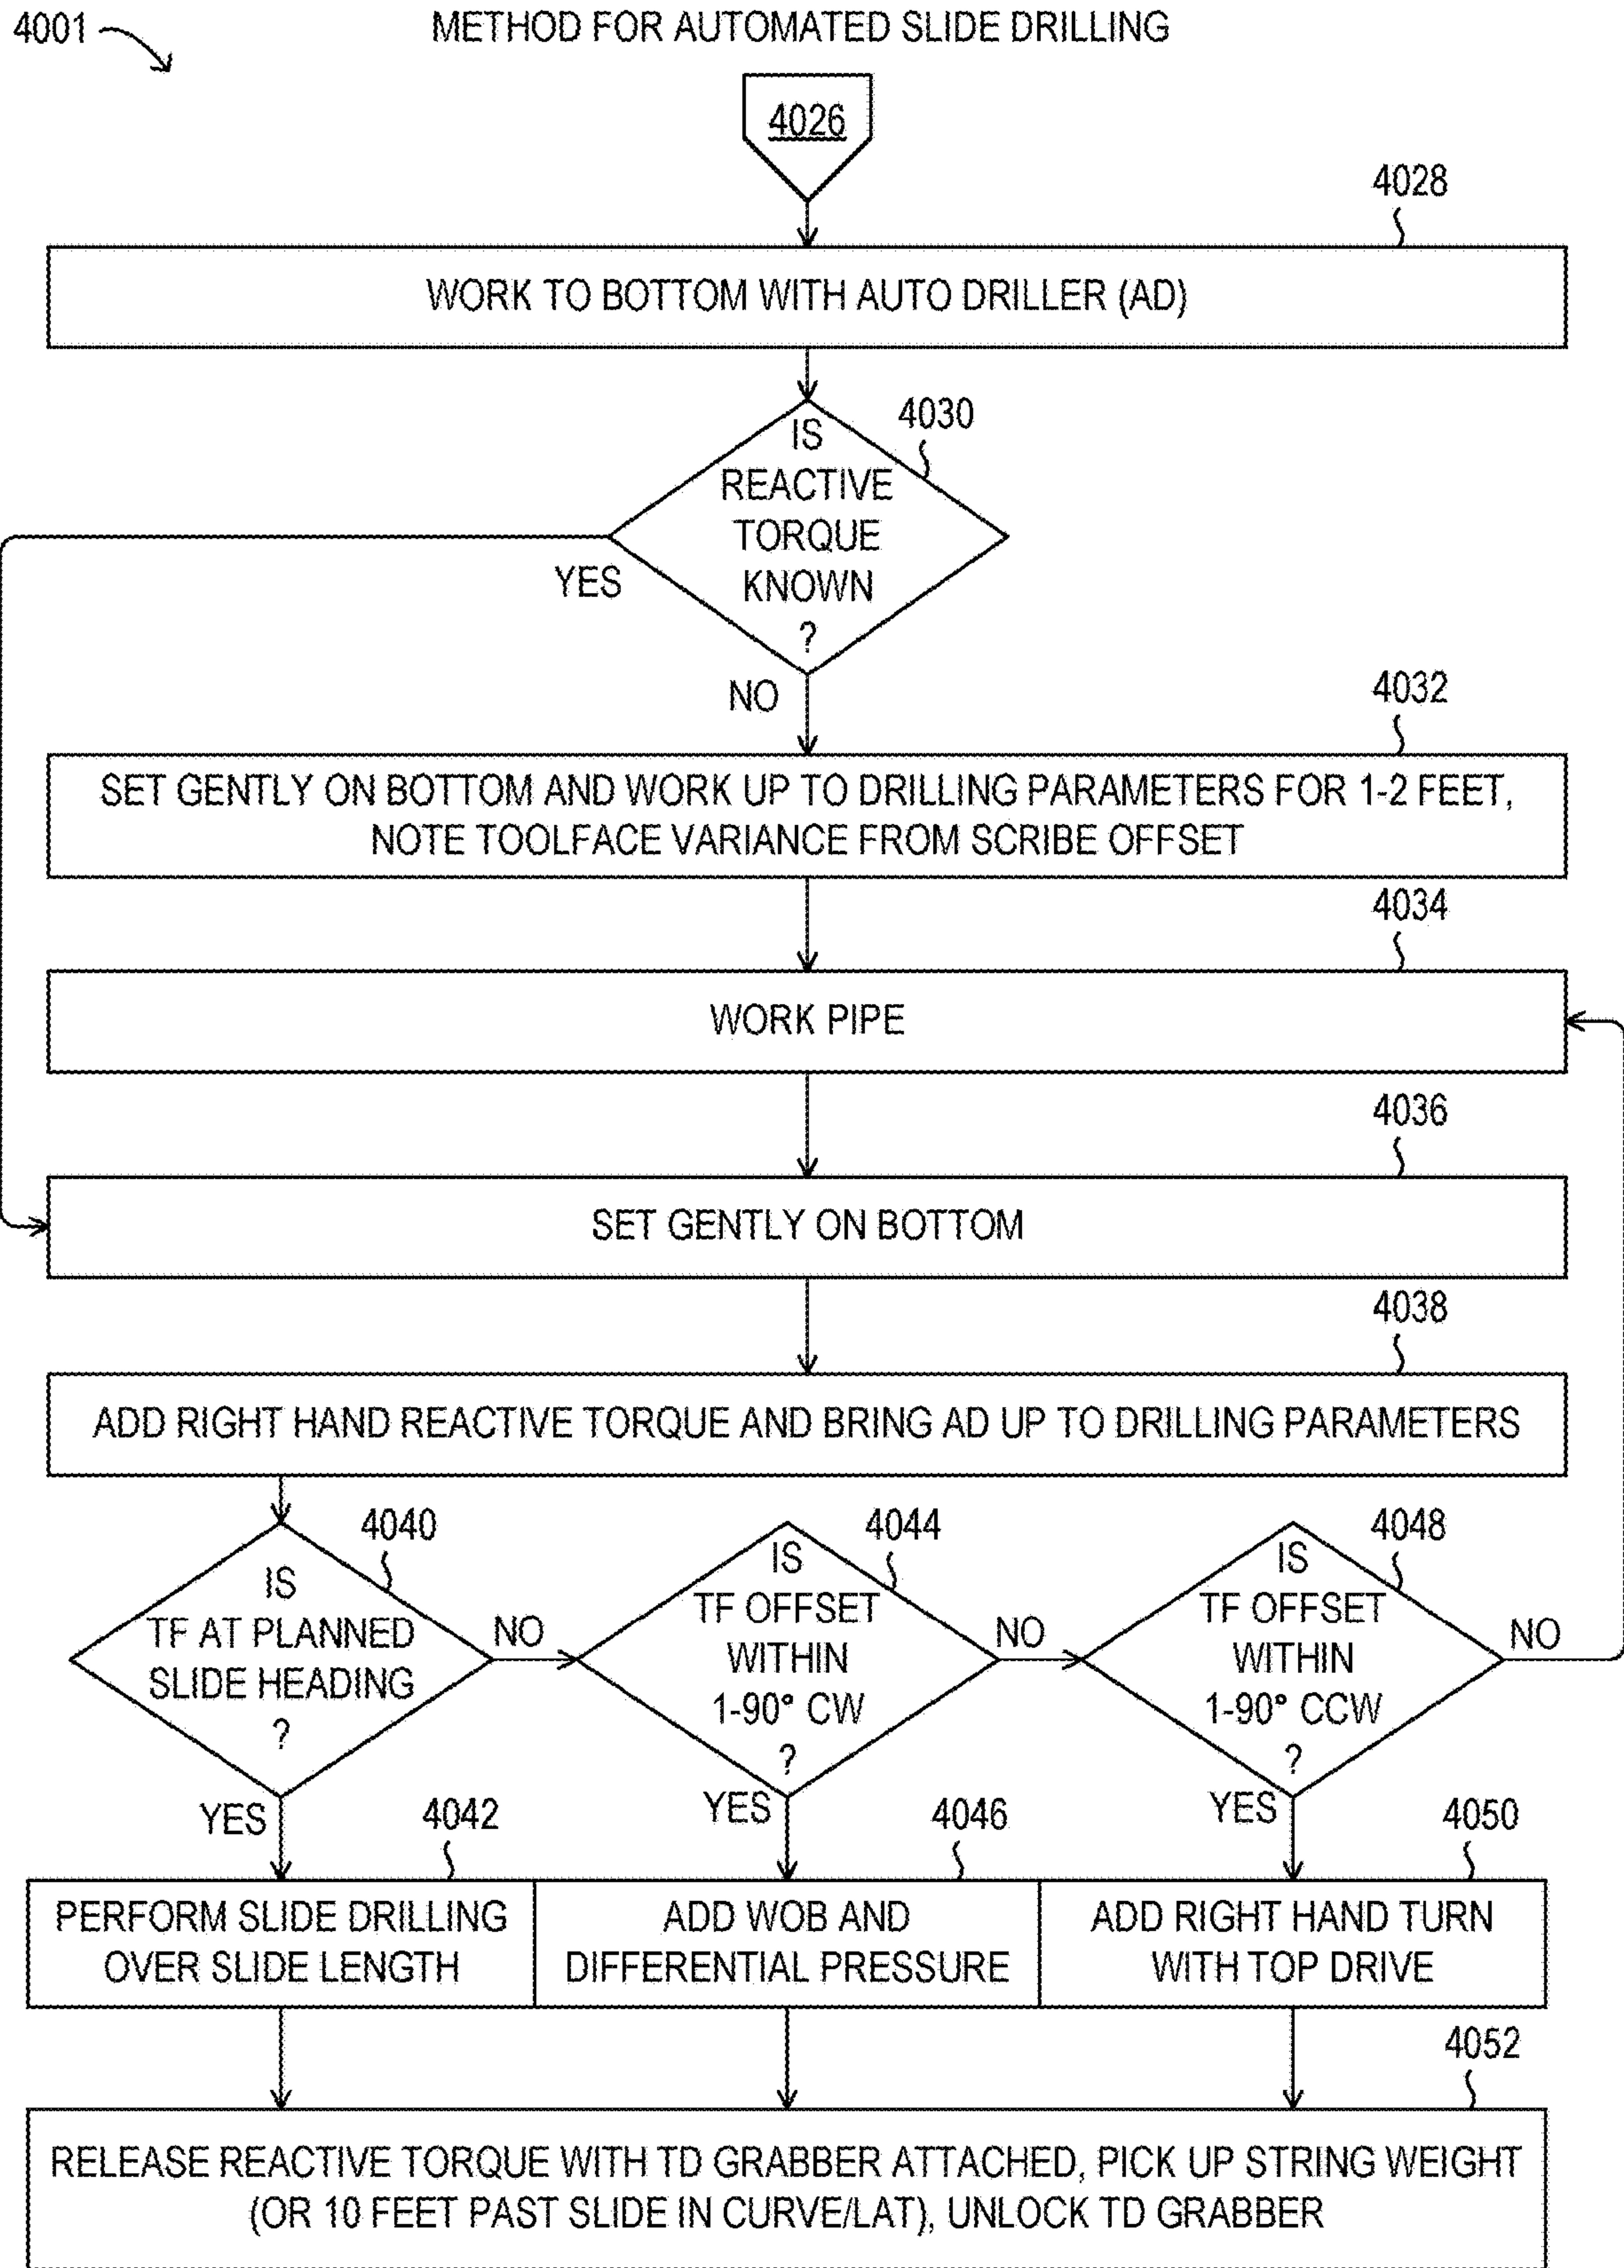 4001
METHOD FOR AUTOMATED SLIDE DRILLING
4026
4028
WORK TO BOTTOM WITH AUTO DRILLER (AD)
4030
IS
REACTIVE
TORQUE
KNOWN
?
YES
NO
4032
SET GENTLY ON BOTTOM AND WORK UP TO DRILLING PARAMETERS FOR 1-2 FEET,
NOTE TOOLFACE VARIANCE FROM SCRIBE OFFSET
4034
WORK PIPE
4036
SET GENTLY ON BOTTOM
4038
ADD RIGHT HAND REACTIVE TORQUE AND BRING AD UP TO DRILLING PARAMETERS
4040
IS
TF AT PLANNED
SLIDE HEADING
?
NO
YES
4044
IS
TF OFFSET
WITHIN
1-90° CW
?
NO
YES
4048
IS
TF OFFSET
WITHIN
1-90° CCW
?
NO
YES
4042
PERFORM SLIDE DRILLING
OVER SLIDE LENGTH
4046
ADD WOB AND
DIFFERENTIAL PRESSURE
4050
ADD RIGHT HAND TURN
WITH TOP DRIVE
4052
RELEASE REACTIVE TORQUE WITH TD GRABBER ATTACHED, PICK UP STRING WEIGHT
(OR 10 FEET PAST SLIDE IN CURVE/LAT), UNLOCK TD GRABBER